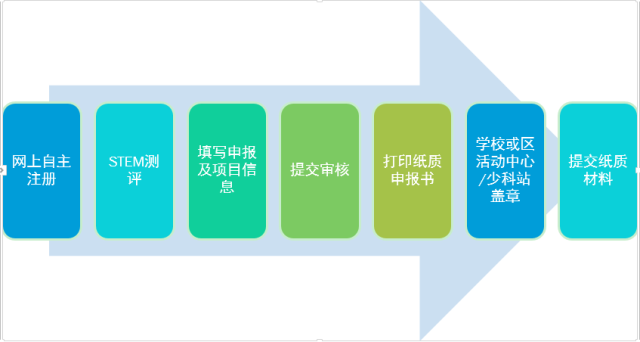 网上自主
注册
STEM测
评
填写申报
及项目信
息
提交审核
打印纸质
申报书
学校或区
活动中心
/少科站
盖章
提交纸质
材料